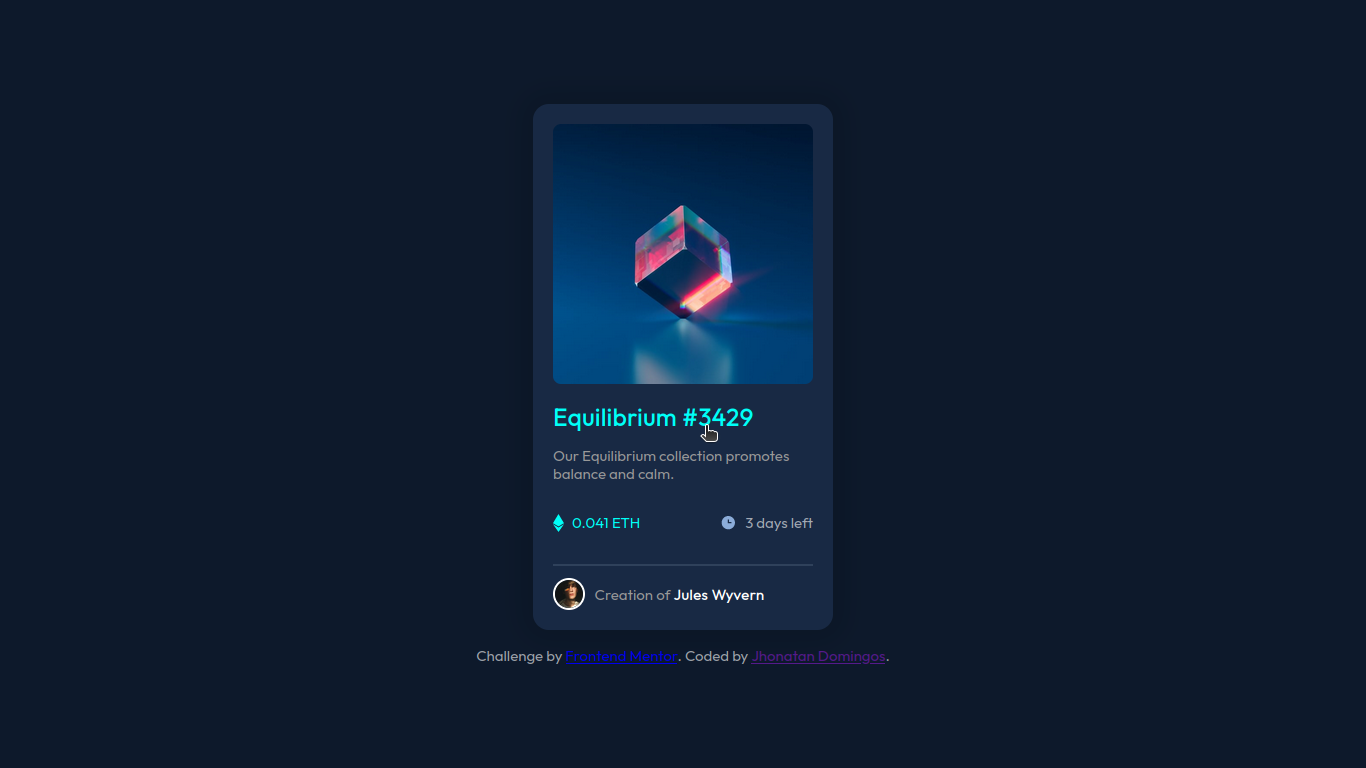 Equilibrium #3429
Our Equilibrium collection promotes
balance and calm.
0.041 ETH
3 days left
Creation of Jules Wyvern
Challenge by Frontend Mentor. Coded by Jhonatan Domingos.